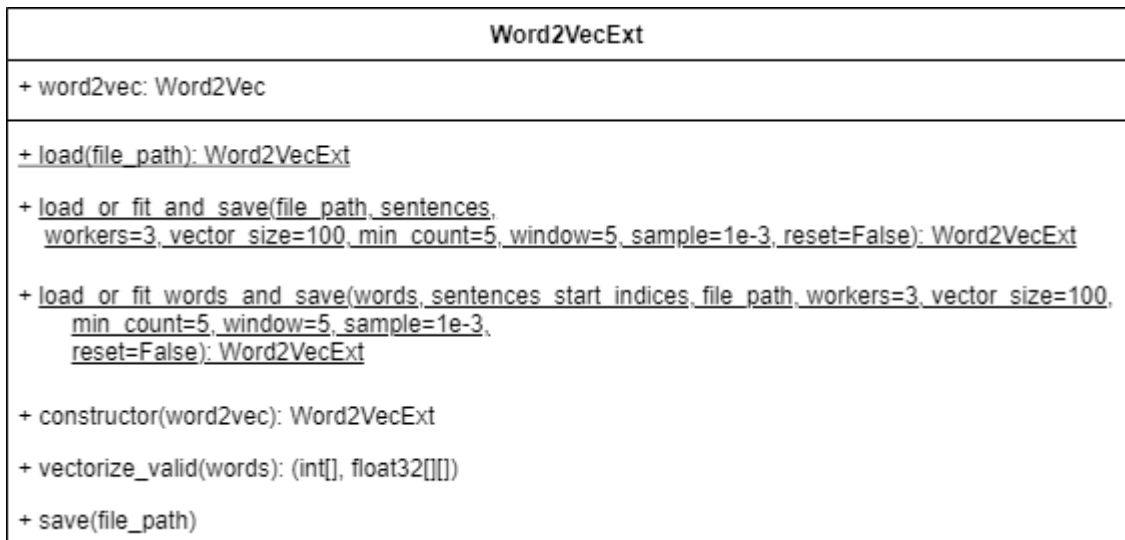 Word2VecExt
+ word2vec: Word2Vec
+ load(file_path): Word2VecExt
+ load_or_fit_and_save(file_path, sentences,
workers=3, vector_size=100, min_count=5, window=5, sample=1e-3, reset=False): Word2VecExt
+ load_or_fit_words_and_save(words, sentences_start_indices, file_path, workers=3, vector_size=100,
min_count=5, window=5, sample=1e-3,
reset=False): Word2VecExt
+ constructor(word2vec): Word2VecExt
+ vectorize_valid(words): (int[], float32[][])
+ save(file_path)